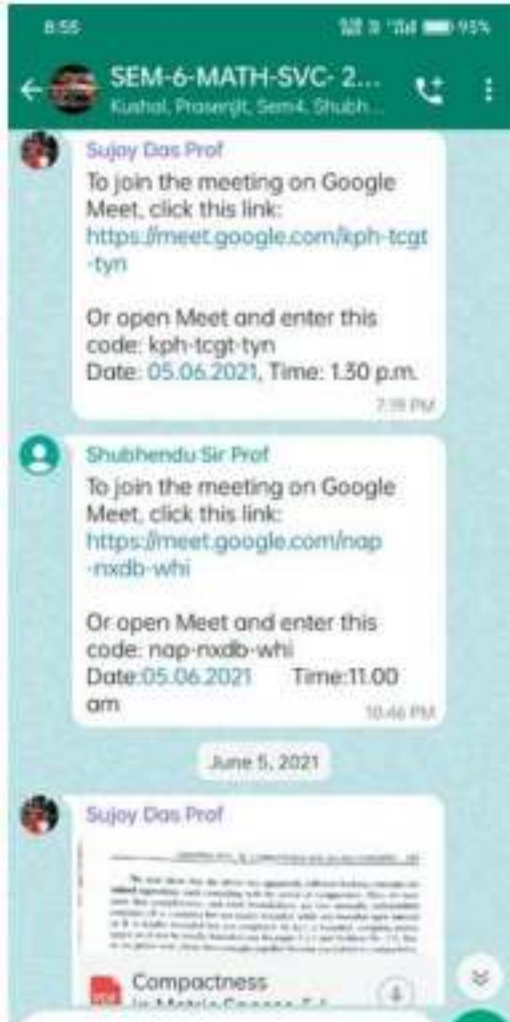 8:55
95%
SEM-6-MATH-SVC- 2...
Kushal, Prosenjit, Sem4, Shubh...
Sujoy Das Prof
To join the meeting on Google
Meet, click this link:
https://meet.google.com/kph-tcgt
-tyn
Or open Meet and enter this
code: kph-tcgt-tyn
Date: 05.06.2021, Time: 1.30 p.m.
7:19 PM
Shubhendu Sir Prof
To join the meeting on Google
Meet, click this link:
https://meet.google.com/nap
-nxdb-whi
Or open Meet and enter this
code: nap-nxdb-whi
Date:05.06.2021 Time:11.00
am
10:46 PM
June 5, 2021
Sujoy Das Prof
PDF
Compactness
in Metric Spaces